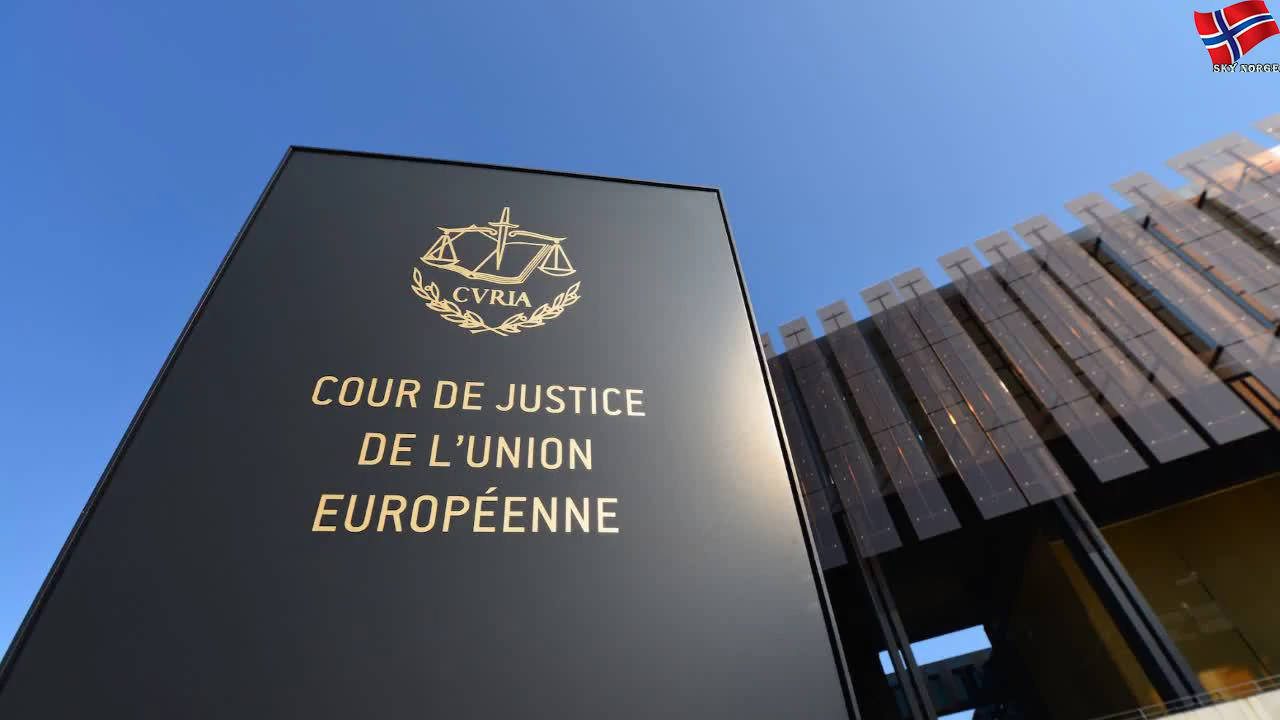 SKY NORGE
CVRIA
COUR DE JUSTICE
DE L'UNION
EUROPÉENNE